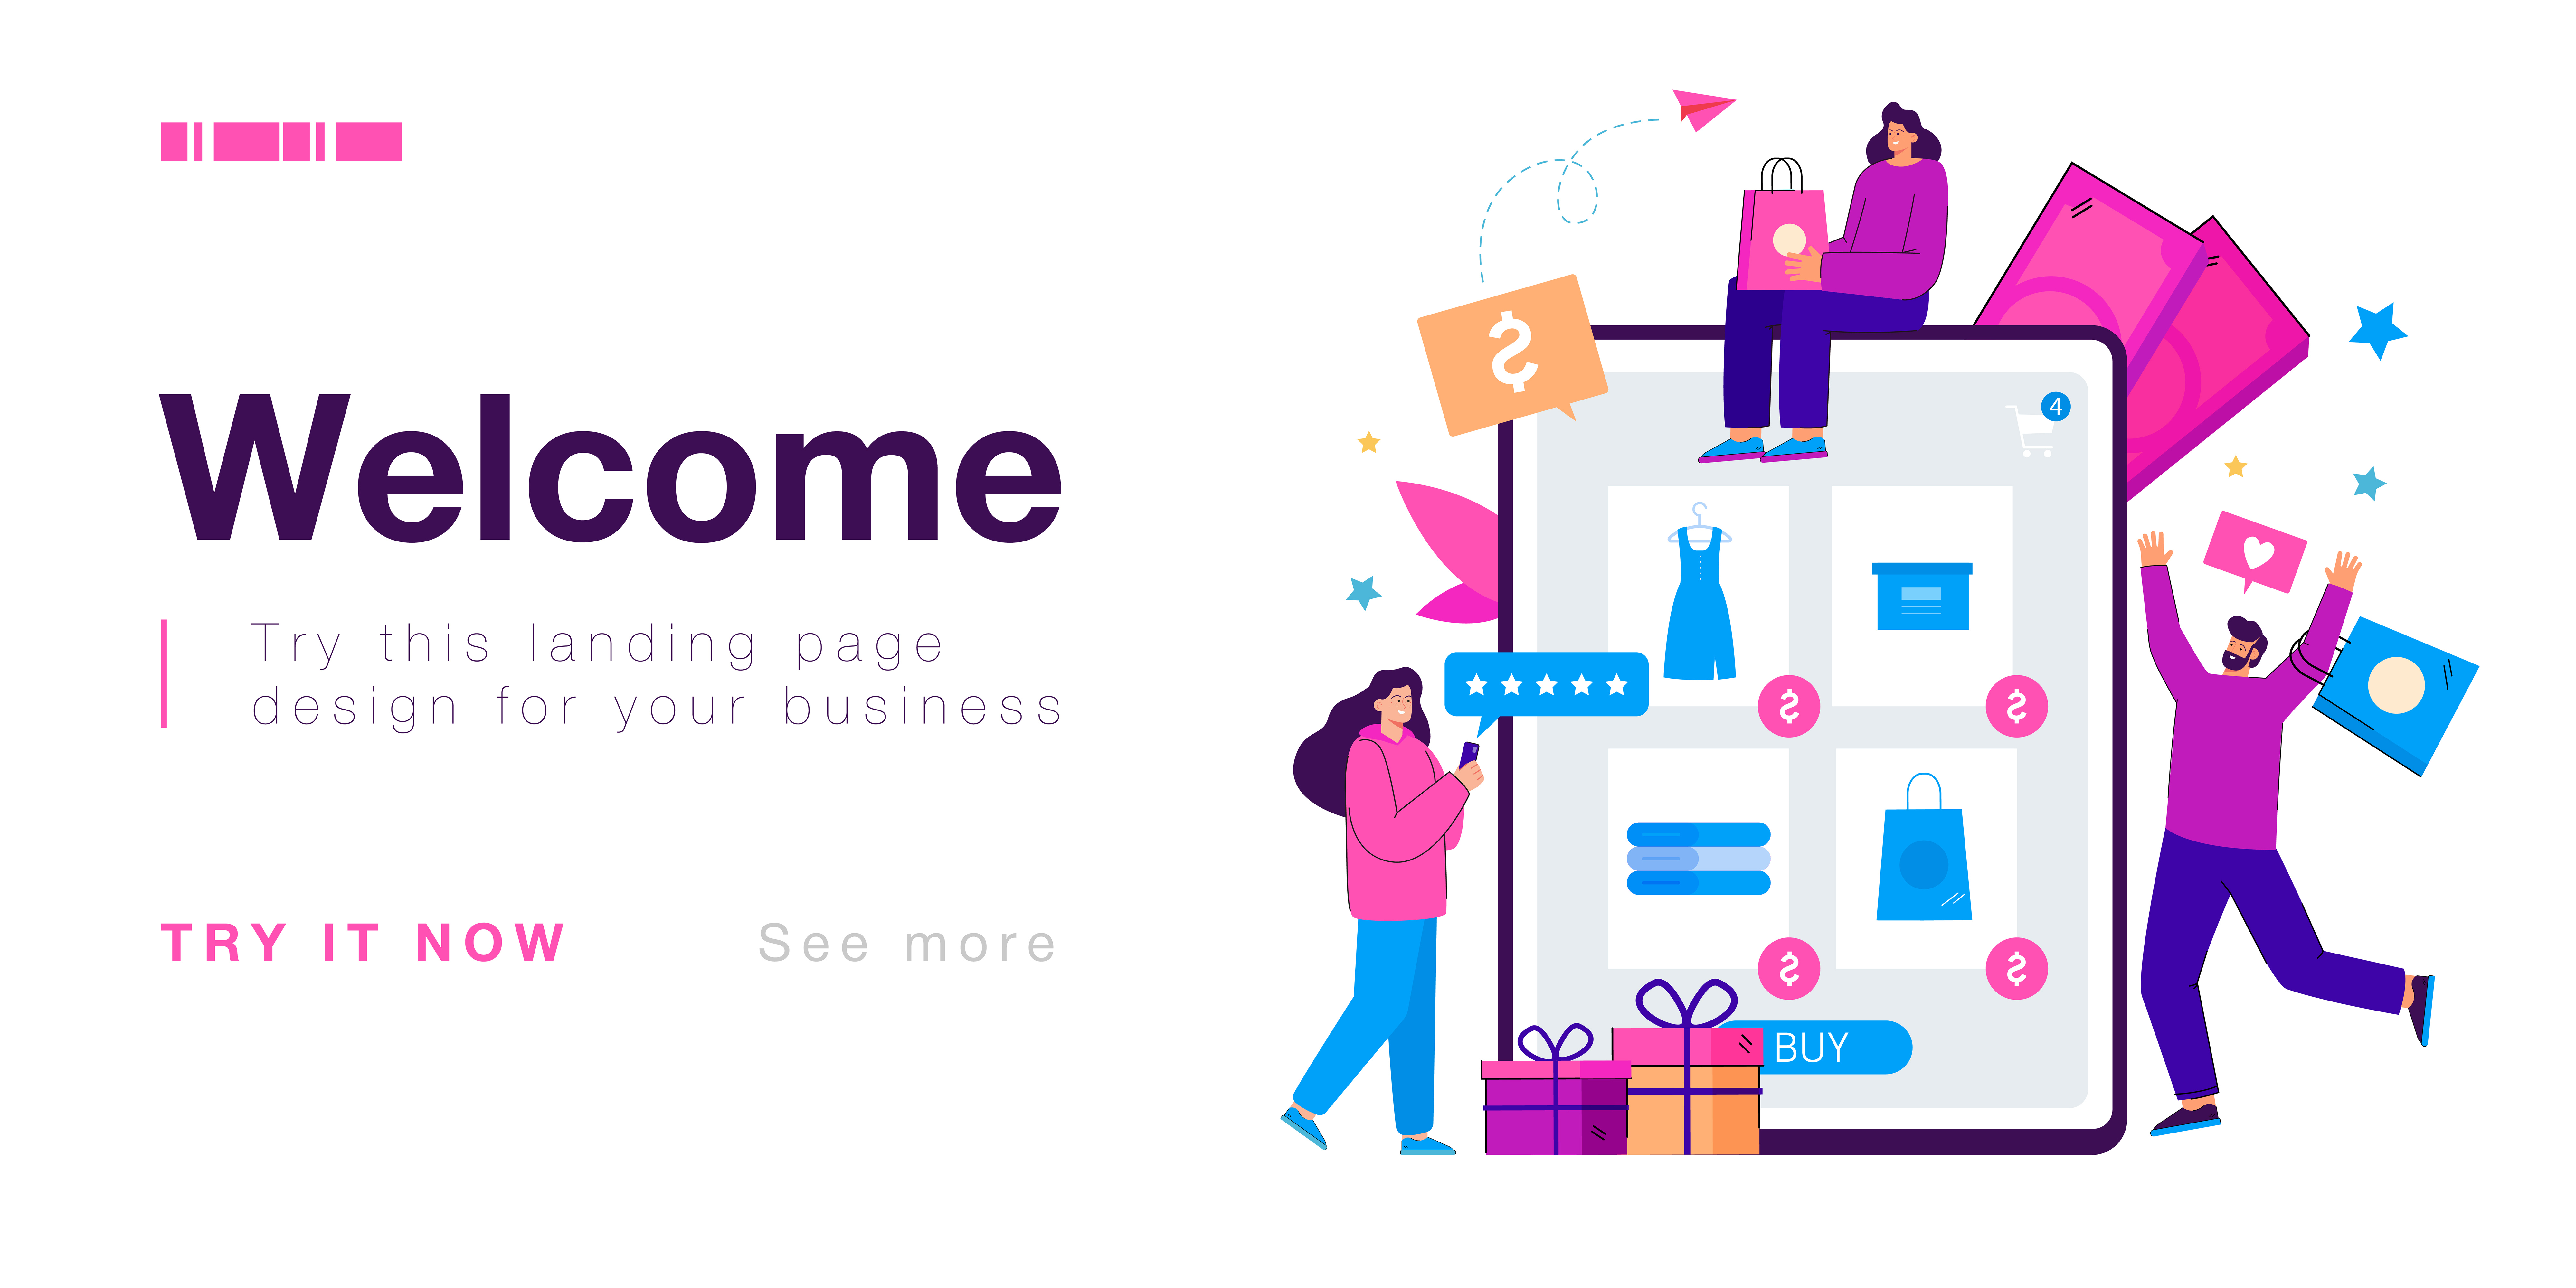 Welcome
Try this landing page
design for your business
TRY IT NOW
See more
$
4
$
$
$
$
BUY